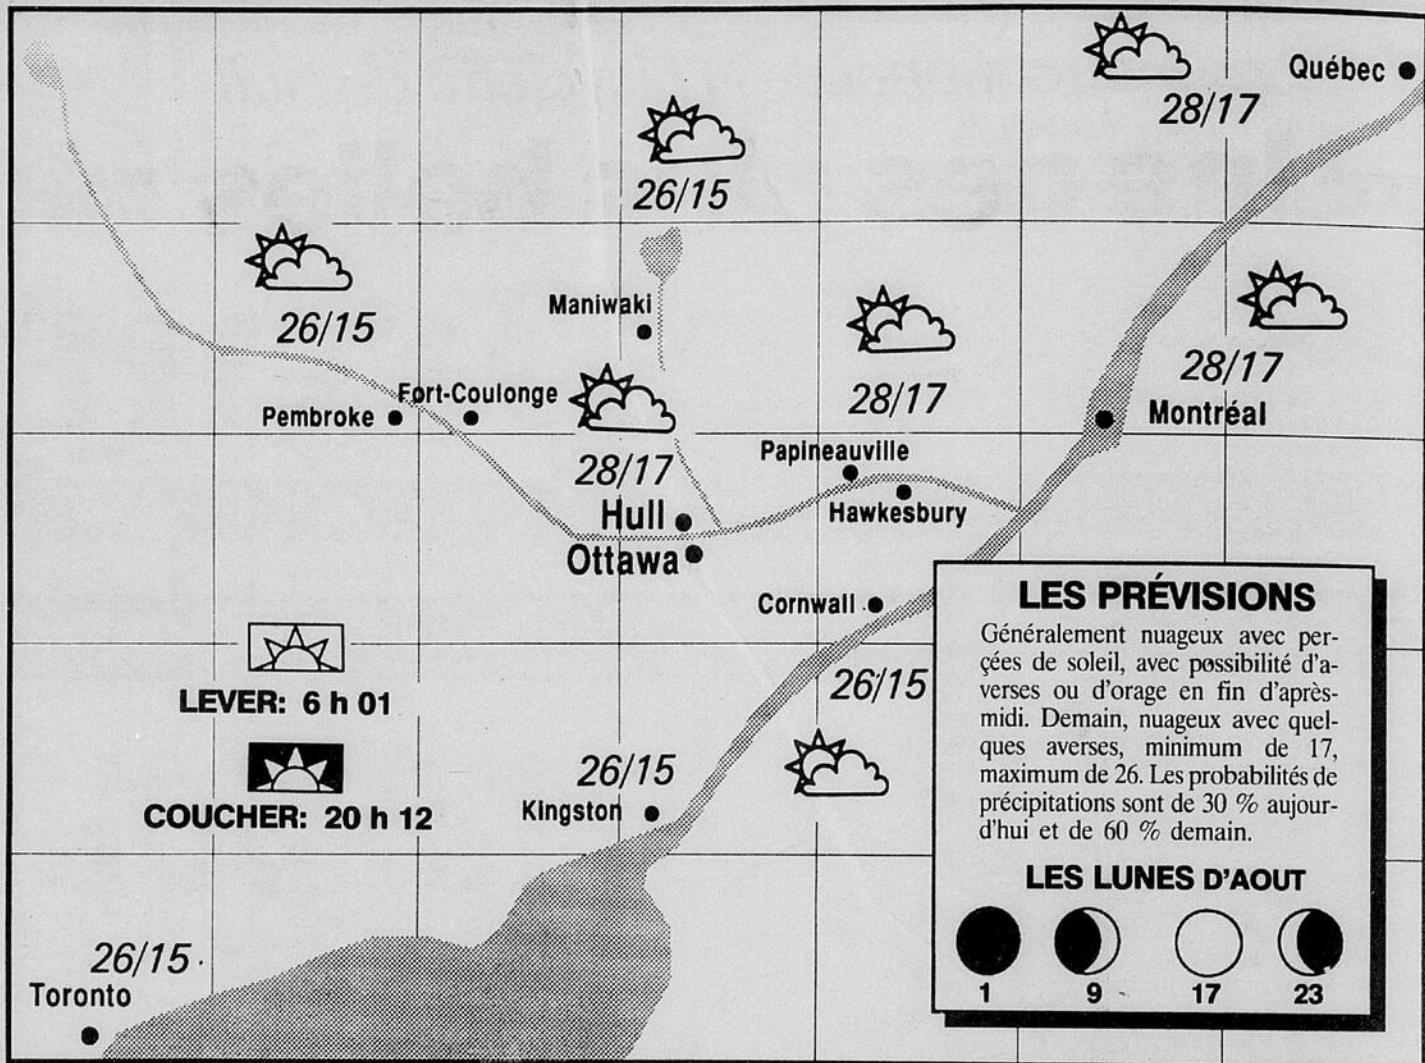 Québec
28/17
26/15
26/15
Maniwaki
28/17
28/17
Montréal
Fort-Coulonge
Pembroke
28/17
Papineauville
Hawkesbury
Hull
Ottawa
Cornwall
26/15
LEVER: 6 h 01
COUCHER: 20 h 12
26/15
Kingston
26/15
Toronto
LES PRÉVISIONS
Généralement nuageux avec per-
çées de soleil, avec possibilité d'a-
verses ou d'orage en fin d'après-
midi. Demain, nuageux avec quel-
ques averses, minimum de 17,
maximum de 26. Les probabilités de
précipitations sont de 30 % aujour-
d'hui et de 60 % demain.
LES LUNES D'AOUT
1 9 17 23